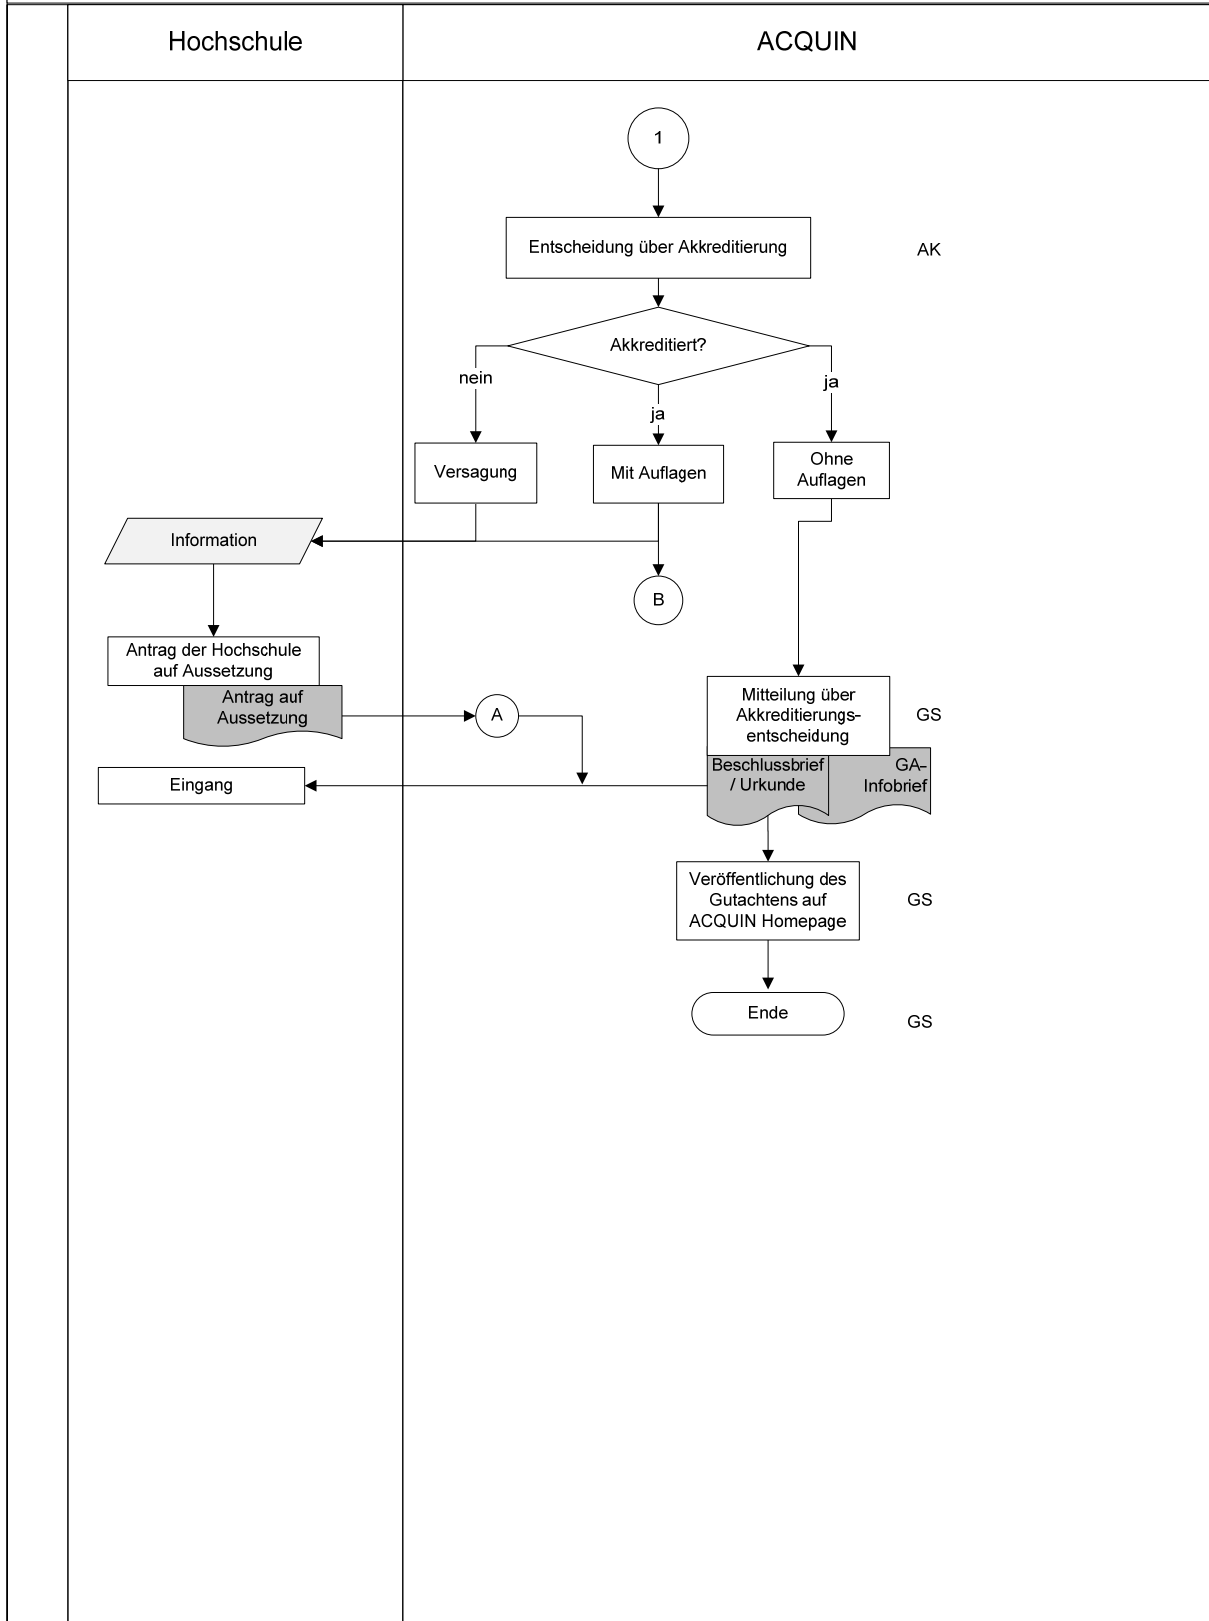 Hochschule
ACQUIN
1
Entscheidung über Akkreditierung
AK
Akkreditiert?
nein
ja
ja
Versagung
Mit Auflagen
Ohne
Auflagen
Information
B
Antrag der Hochschule
auf Aussetzung
Antrag auf
Aussetzung
A
Mitteilung über
Akkreditierungs-
entscheidung
GS
Beschlussbrief
/ Urkunde
GA-
Infobrief
Eingang
Veröffentlichung des
Gutachtens auf
ACQUIN Homepage
GS
Ende
GS